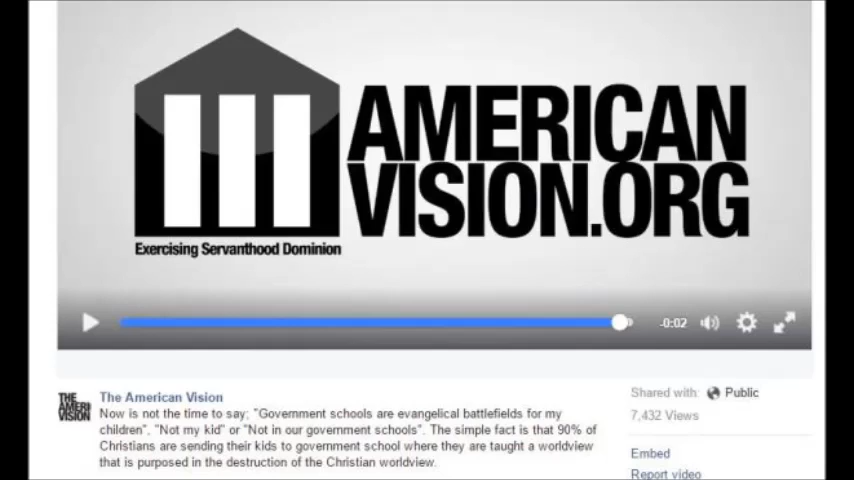 AMERICAN
VISION.ORG
Exercising Servanthood Dominion
-0:02
THE
AMERI
VISION
The American Vision
Now is not the time to say; "Government schools are evangelical battlefields for my
children", "Not my kid" or "Not in our government schools". The simple fact is that 90% of
Christians are sending their kids to government school where they are taught a worldview
that is purposed in the destruction of the Christian worldview.
Shared with: Public
7,432 Views
Embed
Report video